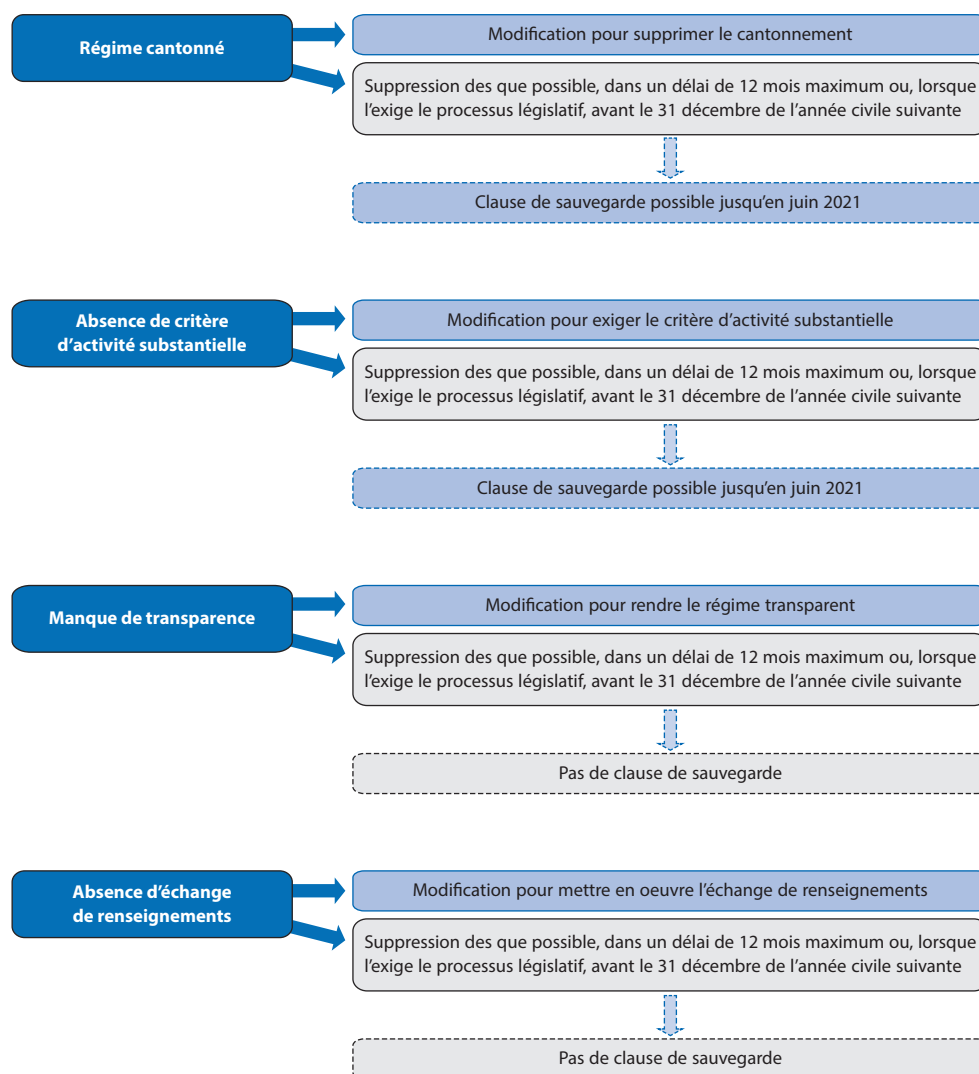 Régime cantonné
Modification pour supprimer le cantonnement
Suppression des que possible, dans un délai de 12 mois maximum ou, lorsque
l’exige le processus législatif, avant le 31 décembre de l’année civile suivante
Clause de sauvegarde possible jusqu’en juin 2021
Absence de critère
d’activité substantielle
Modification pour exiger le critère d’activité substantielle
Suppression des que possible, dans un délai de 12 mois maximum ou, lorsque
l’exige le processus législatif, avant le 31 décembre de l’année civile suivante
Clause de sauvegarde possible jusqu’en juin 2021
Manque de transparence
Modification pour rendre le régime transparent
Suppression des que possible, dans un délai de 12 mois maximum ou, lorsque
l’exige le processus législatif, avant le 31 décembre de l’année civile suivante
Pas de clause de sauvegarde
Absence d’échange
de renseignements
Modification pour mettre en oeuvre l’échange de renseignements
Suppression des que possible, dans un délai de 12 mois maximum ou, lorsque
l’exige le processus législatif, avant le 31 décembre de l’année civile suivante
Pas de clause de sauvegarde